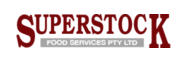 SUPERSTOCK
FOOD SERVICES PTY LTD